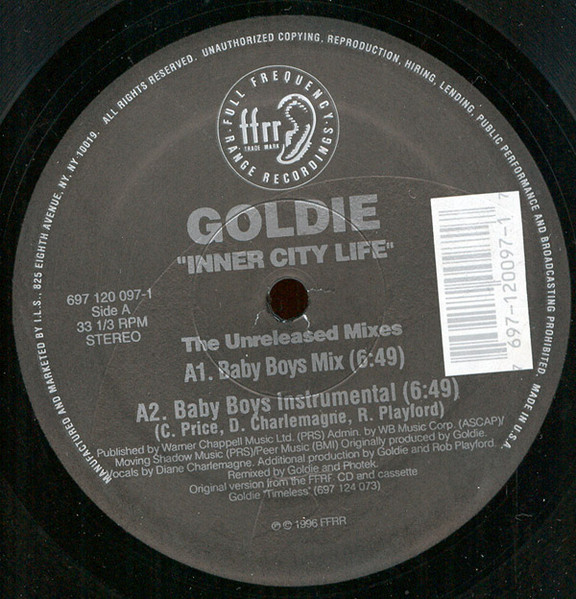 FULL FREQUENCY
ffrr
TRADE MARK
RANGE RECORDINGS
GOLDIE
"INNER CITY LIFE"
697 120 097-1
Side A
33 1/3 RPM
STEREO
The Unreleased Mixes
A1. Baby Boys Mix (6:49)
A2. Baby Boys Instrumental (6:49)
(C. Price, D. Charlemagne, R. Playford)
Published by Warner Chappell Music Ltd. (PRS) Admin. by WB Music Corp. (ASCAP)/
Moving Shadow Music (PRS)/Peer Music (BMI) Originally produced by Goldie.
Vocals by Diane Charlemagne. Additional production by Goldie and Rob Playford.
Remixed by Goldie and Photek.
Original version from the FFRR CD and cassette
Goldie 'Timeless' (697 124 073)
℗ © 1996 FFRR
7 697-120097-1 7
MANUFACTURED AND MARKETED BY I.L.S., 825 EIGHTH AVENUE, NY, NY 10019. ALL RIGHTS RESERVED. UNAUTHORIZED COPYING, REPRODUCTION, HIRING, LENDING, PUBLIC PERFORMANCE AND BROADCASTING PROHIBITED. MADE IN U.S.A.